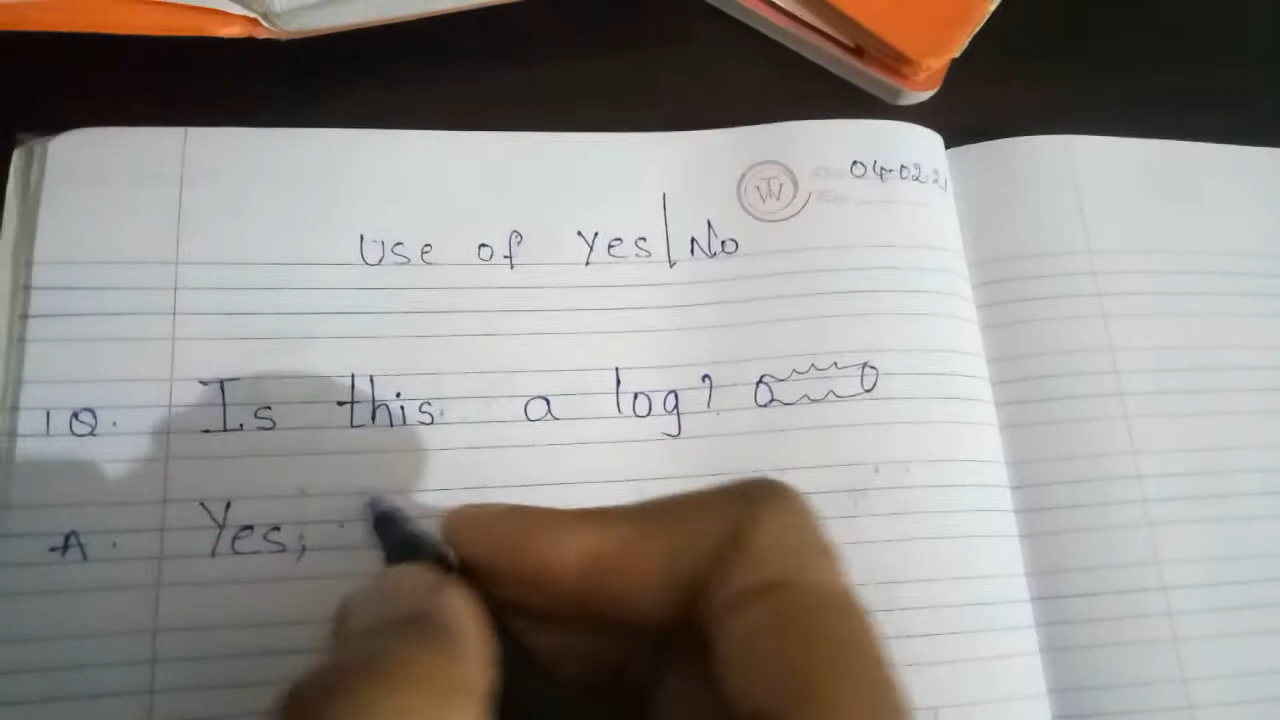 04-02-21
Use of Yes/No
1Q. Is this a log?
A. Yes;